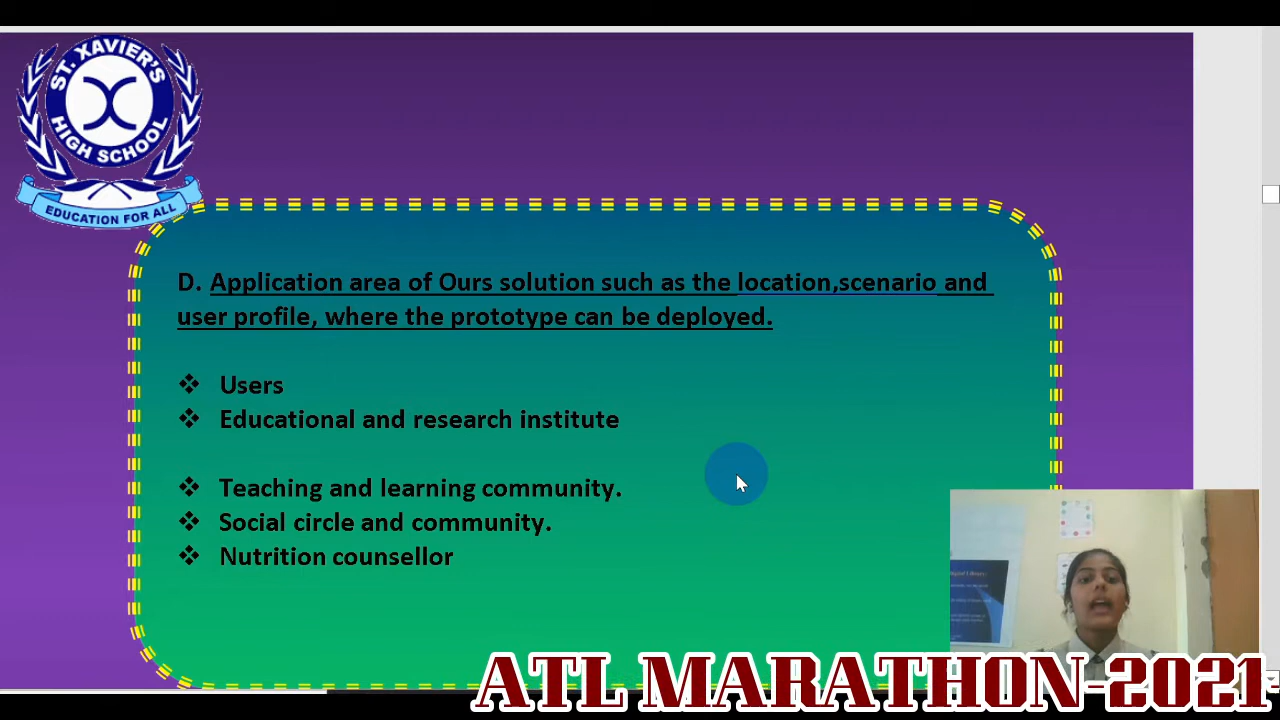 ST. XAVIER'S
HIGH SCHOOL
EDUCATION FOR ALL
D. Application area of Ours solution such as the location,scenario and
user profile, where the prototype can be deployed.
❖ Users
❖ Educational and research institute
❖ Teaching and learning community.
❖ Social circle and community.
❖ Nutrition counsellor
ATL MARATHON-2021-